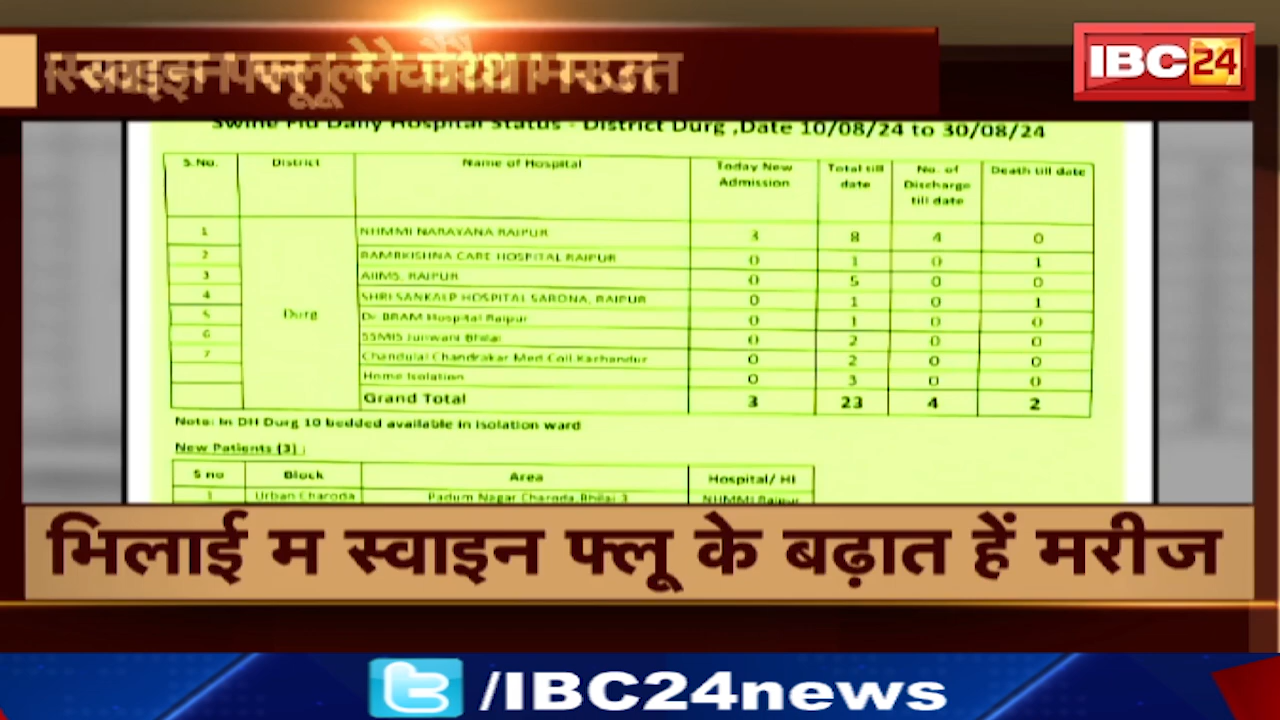 IBC24
Swine Flu Daily Hospital Status - District Durg ,Date 10/08/24 to 30/08/24
S.No. District Name of Hospital Today New Admission Total till date No. of Discharge till date Death till date
1 NHMMI NARAYANA RAIPUR 3 8 4 0
2 RAMRKISHNA CARE HOSPITAL RAIPUR 0 1 0 1
3 AIIMS, RAIPUR 0 5 0 0
4 SHRI SANKALP HOSPITAL SARONA, RAIPUR 0 1 0 1
5 Durg Dr. BRAM Hospital Raipur 0 1 0 0
6 SSMIS Junwani Bhilai 0 2 0 0
7 Chandulal Chandrakar Med Coll Kachandur 0 2 0 0
Home Isolation 0 3 0 0
Grand Total 3 23 4 2
Note: In DH Durg 10 bedded available in isolation ward
New Patients (3) :
S no Block Area Hospital/ HI
1 Urban Charoda Padum Nagar Charoda,Bhilai 3 NHMMI Raipur
भिलाई म स्वाइन फ्लू के बढ़ात हें मरीज
/IBC24news